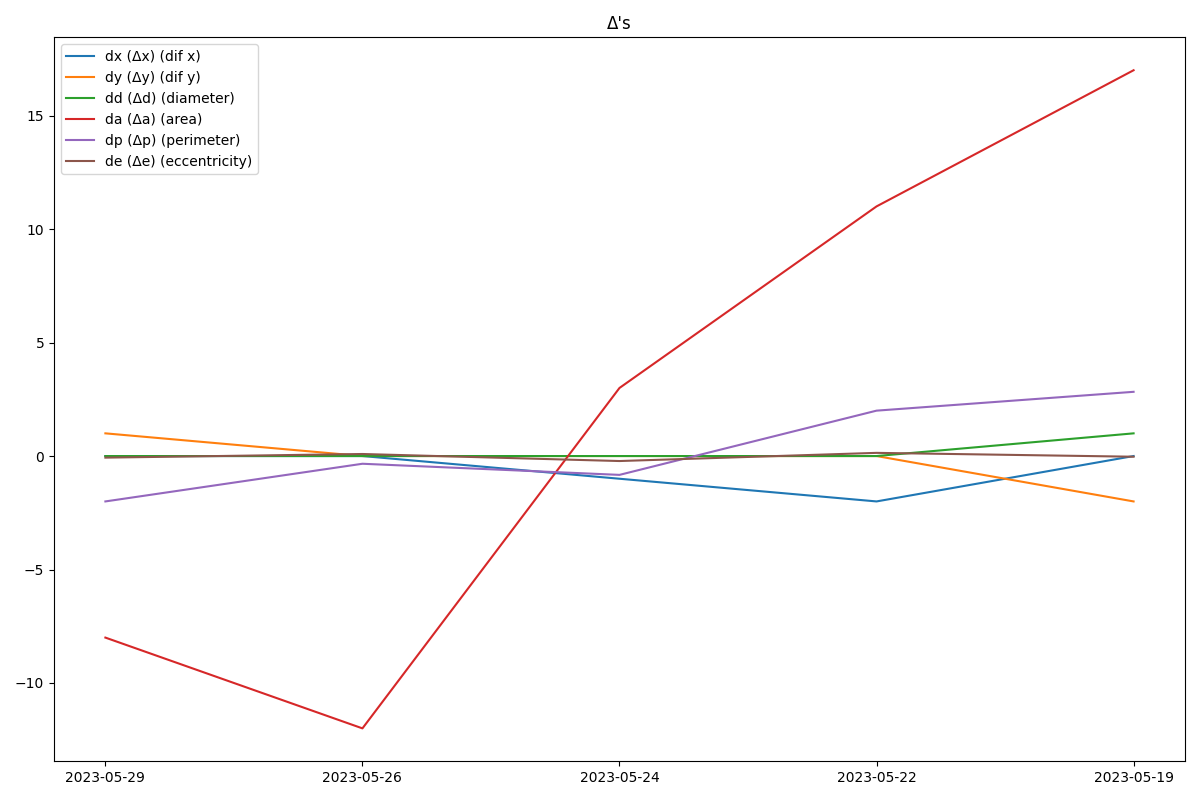 Δ's
dx (Δx) (dif x)
dy (Δy) (dif y)
dd (Δd) (diameter)
da (Δa) (area)
dp (Δp) (perimeter)
de (Δe) (eccentricity)
15
10
5
0
−5
−10
2023-05-29 2023-05-26 2023-05-24 2023-05-22 2023-05-19